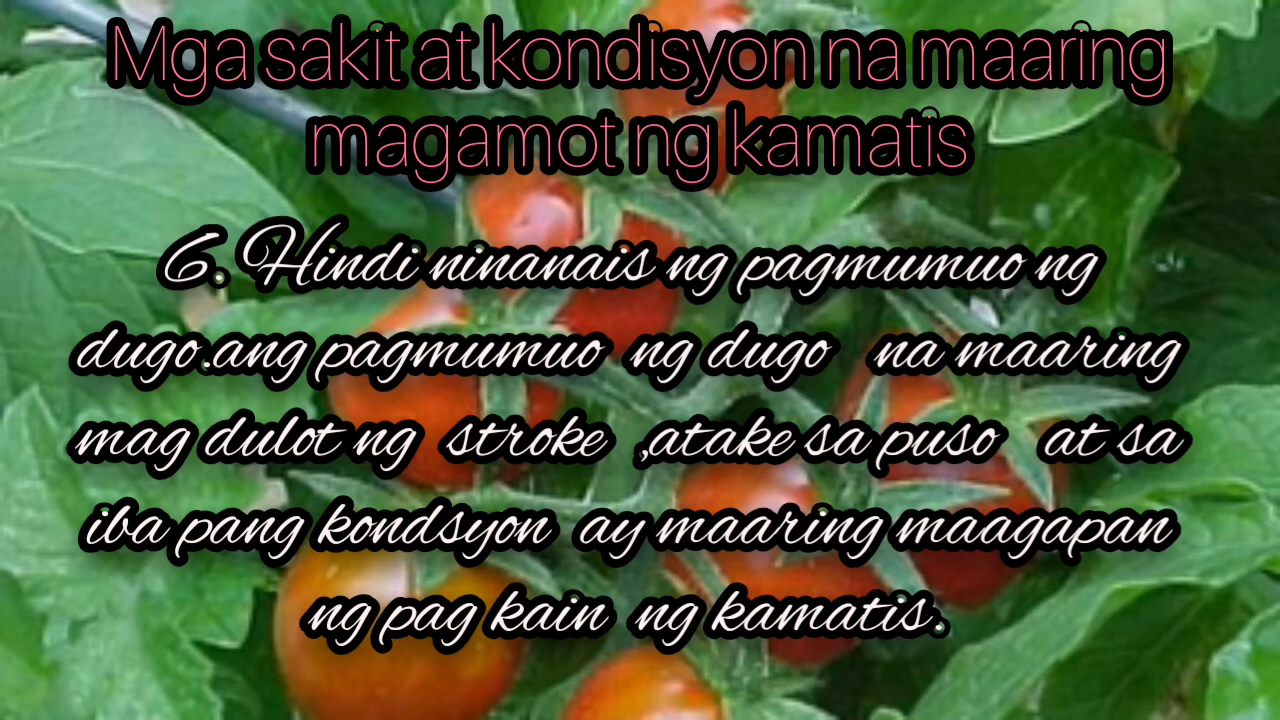 Mga sakit at kondisyon na maaring
magamot ng kamatis
6. Hindi ninanais ng pagmumuo ng
dugo.ang pagmumuo ng dugo na maaring
mag dulot ng stroke ,atake sa puso at sa
iba pang kondsyon ay maaring maagapan
ng pag kain ng kamatis.